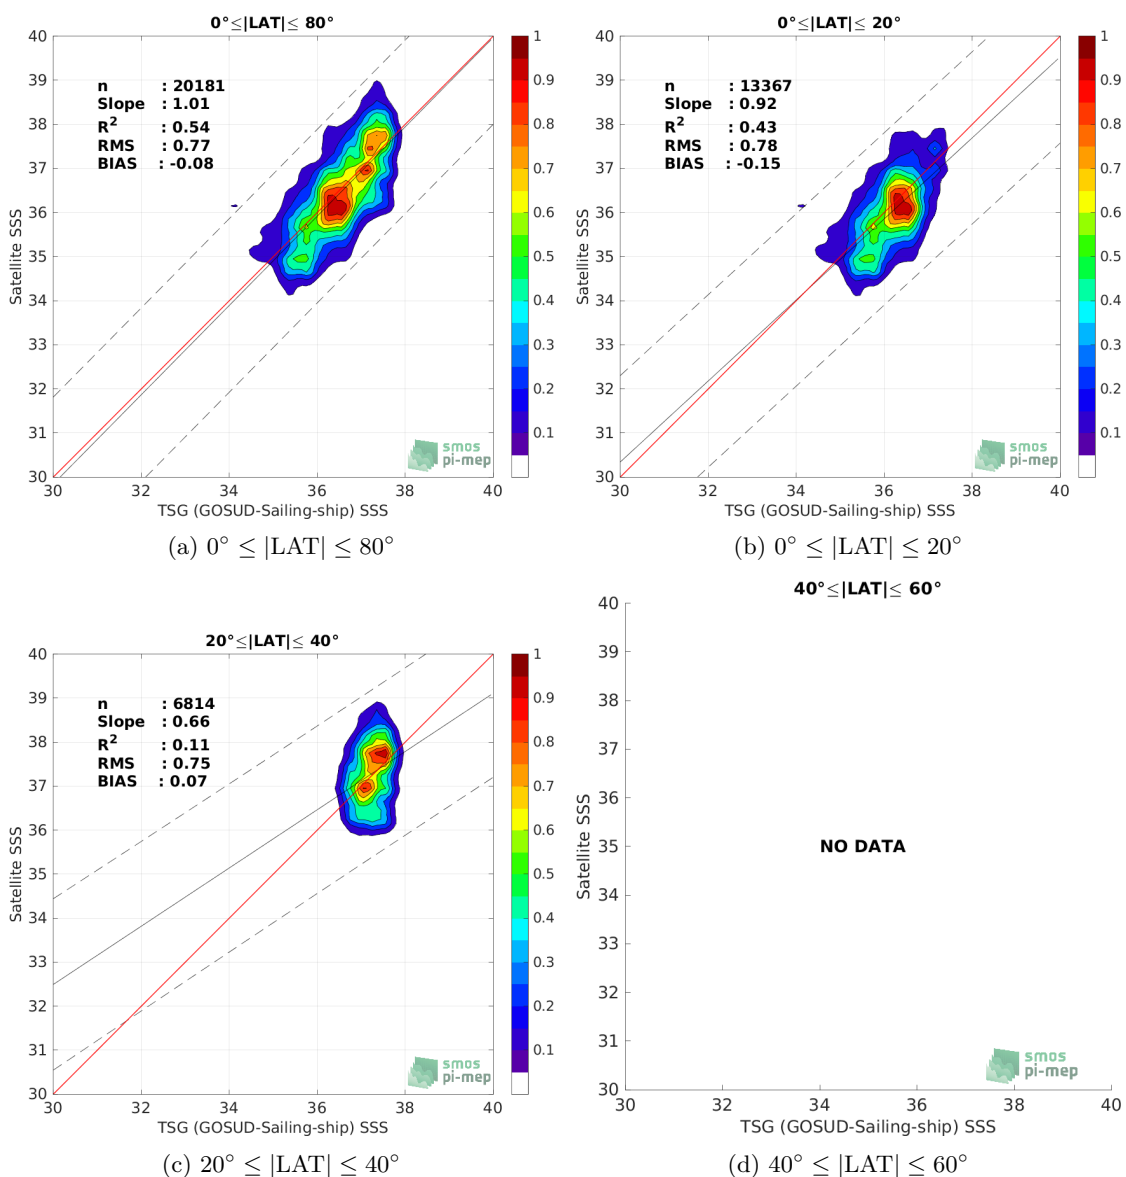 0°≤|LAT|≤ 80°
40
39
38
37
36
35
34
33
32
31
30
30
32
34
36
38
40
Satellite SSS
TSG (GOSUD-Sailing-ship) SSS
n : 20181
Slope : 1.01
R² : 0.54
RMS : 0.77
BIAS : -0.08
1
0.9
0.8
0.7
0.6
0.5
0.4
0.3
0.2
0.1
smos
pi-mep
(a) 0° ≤ |LAT| ≤ 80°
0°≤|LAT|≤ 20°
40
39
38
37
36
35
34
33
32
31
30
30
32
34
36
38
40
Satellite SSS
TSG (GOSUD-Sailing-ship) SSS
n : 13367
Slope : 0.92
R² : 0.43
RMS : 0.78
BIAS : -0.15
1
0.9
0.8
0.7
0.6
0.5
0.4
0.3
0.2
0.1
smos
pi-mep
(b) 0° ≤ |LAT| ≤ 20°
20°≤|LAT|≤ 40°
40
39
38
37
36
35
34
33
32
31
30
30
32
34
36
38
40
Satellite SSS
TSG (GOSUD-Sailing-ship) SSS
n : 6814
Slope : 0.66
R² : 0.11
RMS : 0.75
BIAS : 0.07
1
0.9
0.8
0.7
0.6
0.5
0.4
0.3
0.2
0.1
smos
pi-mep
(c) 20° ≤ |LAT| ≤ 40°
40°≤|LAT|≤ 60°
40
39
38
37
36
35
34
33
32
31
30
30
32
34
36
38
40
Satellite SSS
TSG (GOSUD-Sailing-ship) SSS
NO DATA
smos
pi-mep
(d) 40° ≤ |LAT| ≤ 60°